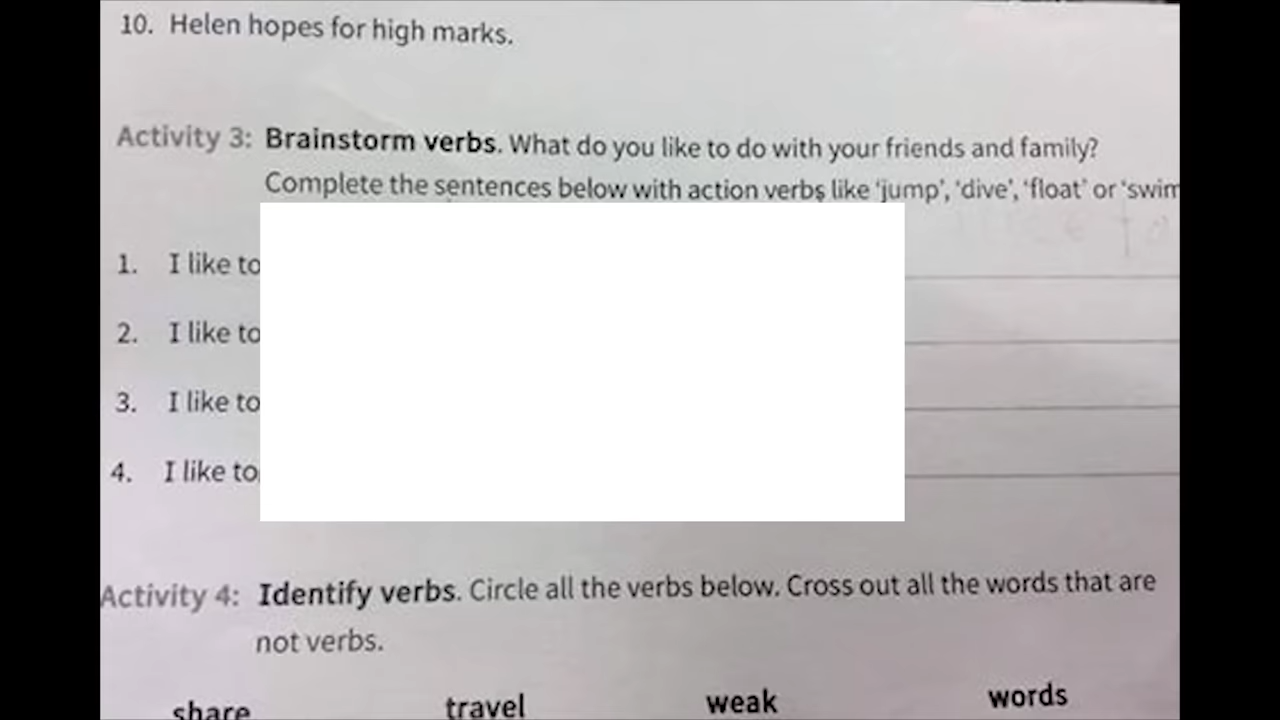 10. Helen hopes for high marks.
Activity 3: Brainstorm verbs. What do you like to do with your friends and family?
Complete the sentences below with action verbs like ‘jump’, ‘dive’, ‘float’ or ‘swim
1. I like to
2. I like to
3. I like to
4. I like to
Activity 4: Identify verbs. Circle all the verbs below. Cross out all the words that are
not verbs.
share travel weak words